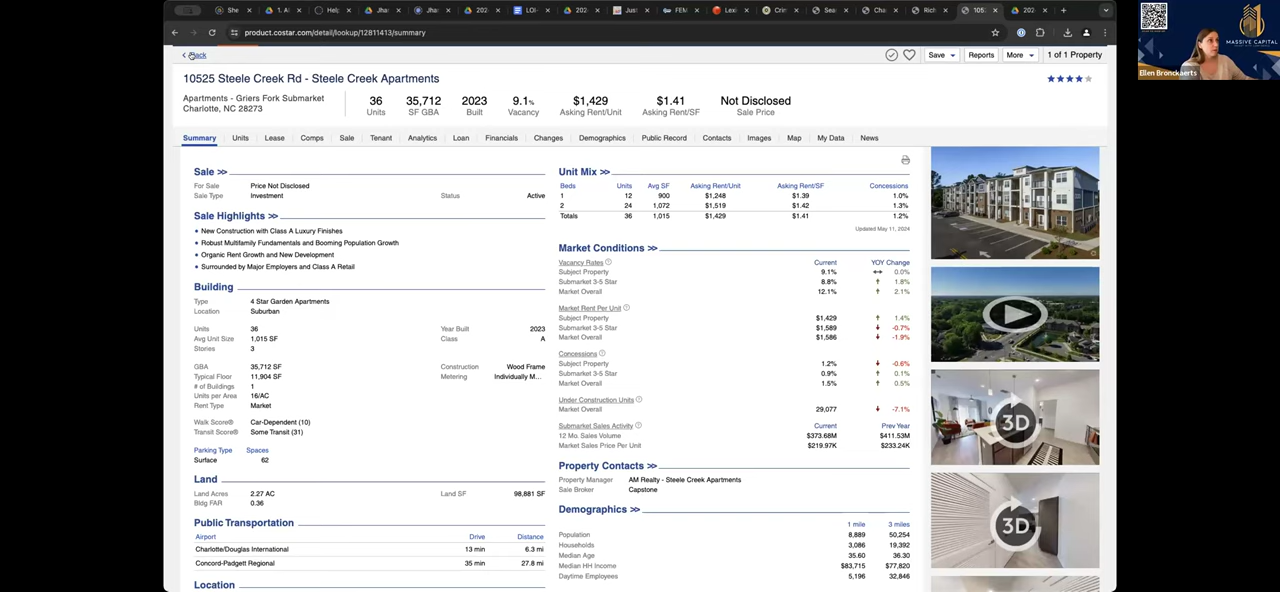 She
1. Al
Help
Jhar
Jhar
202
LOI
202
Just
FEM
Lexi
Crim
Sea
Cha
Rich
1052
202
product.costar.com/detail/lookup/12811413/summary
Back
Save
Reports
More
1 of 1 Property
10525 Steele Creek Rd - Steele Creek Apartments
Apartments - Griers Fork Submarket
Charlotte, NC 28273
36 35,712 2023 9.1% $1,429 $1.41 Not Disclosed
Units SF GBA Built Vacancy Asking Rent/Unit Asking Rent/SF Sale Price
Summary Units Lease Comps Sale Tenant Analytics Loan Financials Changes Demographics Public Record Contacts Images Map My Data News
Sale >>
For Sale Price Not Disclosed
Sale Type Investment Status Active
Sale Highlights >>
• New Construction with Class A Luxury Finishes
• Robust Multifamily Fundamentals and Booming Population Growth
• Organic Rent Growth and New Development
• Surrounded by Major Employers and Class A Retail
Building
Type 4 Star Garden Apartments
Location Suburban
Units 36 Year Built 2023
Avg Unit Size 1,015 SF Class A
Stories 3
GBA 35,712 SF Construction Wood Frame
Typical Floor 11,904 SF Metering Individually M...
# of Buildings 1
Units per Area 16/AC
Rent Type Market
Walk Score® Car-Dependent (10)
Transit Score® Some Transit (31)
Parking Type Spaces
Surface 62
Land
Land Acres 2.27 AC Land SF 98,881 SF
Bldg FAR 0.36
Public Transportation
Airport Drive Distance
Charlotte/Douglas International 13 min 6.3 mi
Concord-Padgett Regional 35 min 27.8 mi
Location
Unit Mix >>
Beds Units Avg SF Asking Rent/Unit Asking Rent/SF Concessions
1 12 900 $1,248 $1.39 1.0%
2 24 1,072 $1,519 $1.42 1.3%
Totals 36 1,015 $1,429 $1.41 1.2%
Updated May 11, 2024
Market Conditions >>
Vacancy Rates Current YOY Change
Subject Property 9.1% 0.0%
Submarket 3-5 Star 8.8% 1.8%
Market Overall 12.1% 2.1%
Market Rent Per Unit
Subject Property $1,429 1.4%
Submarket 3-5 Star $1,589 -0.7%
Market Overall $1,586 -1.9%
Concessions
Subject Property 1.2% -0.6%
Submarket 3-5 Star 0.9% 0.1%
Market Overall 1.5% 0.5%
Under Construction Units
Market Overall 29,077 -7.1%
Submarket Sales Activity Current Prev Year
12 Mo. Sales Volume $373.68M $411.53M
Market Sales Price Per Unit $219.97K $233.24K
Property Contacts >>
Property Manager AM Realty - Steele Creek Apartments
Sale Broker Capstone
Demographics >>
1 mile 3 miles
Population 8,889 50,254
Households 3,086 19,392
Median Age 35.60 36.30
Median HH Income $83,715 $77,820
Daytime Employees 5,196 32,846
3D
3D
MASSIVE CAPITAL
Ellen Bronckaerts